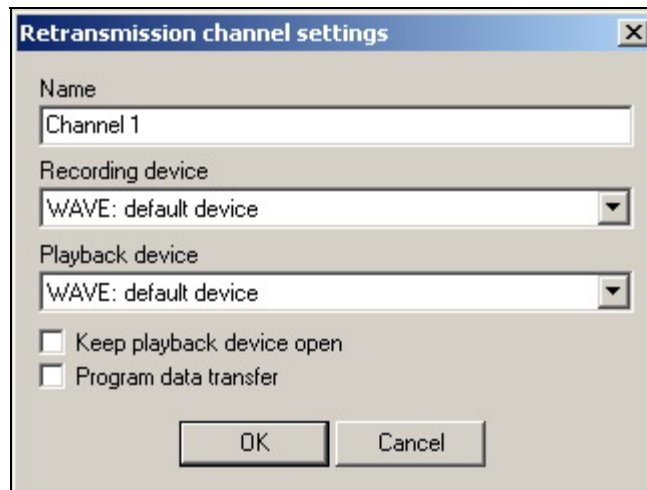 Retransmission channel settings
Name
Channel 1
Recording device
WAVE: default device
Playback device
WAVE: default device
Keep playback device open
Program data transfer
OK Cancel